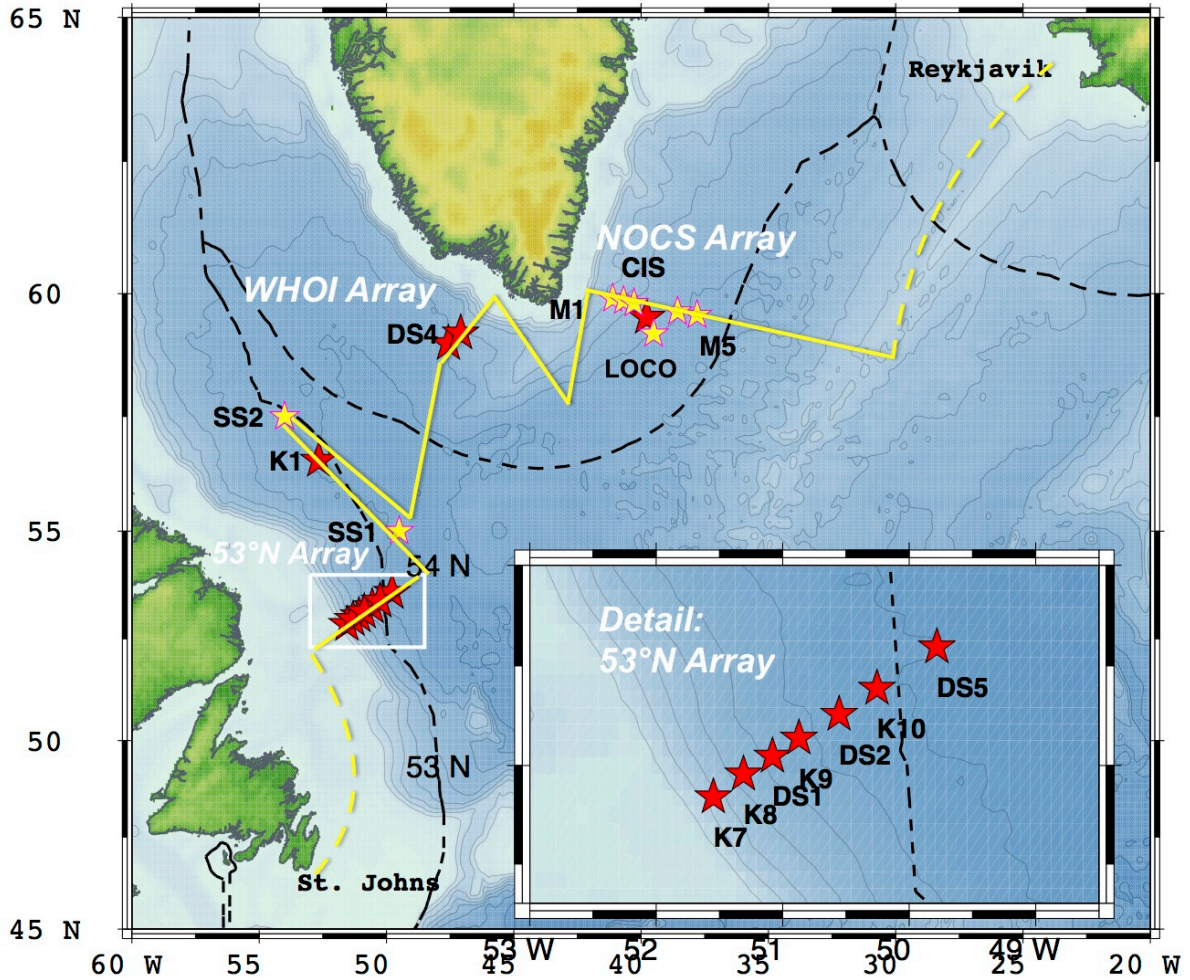 65 N
Reykjavik
NOCS Array
CIS
WHOI Array
60
M1
DS4
M5
LOCO
SS2
K1
55
SS1
53°N Array
54 N
Detail:
53°N Array
DS5
K10
50
DS2
53 N
K9
DS1
K8
K7
St. Johns
45 N
53 W 52 51 50 49 W
60 W 55 50 45 40 35 30 25 20 W